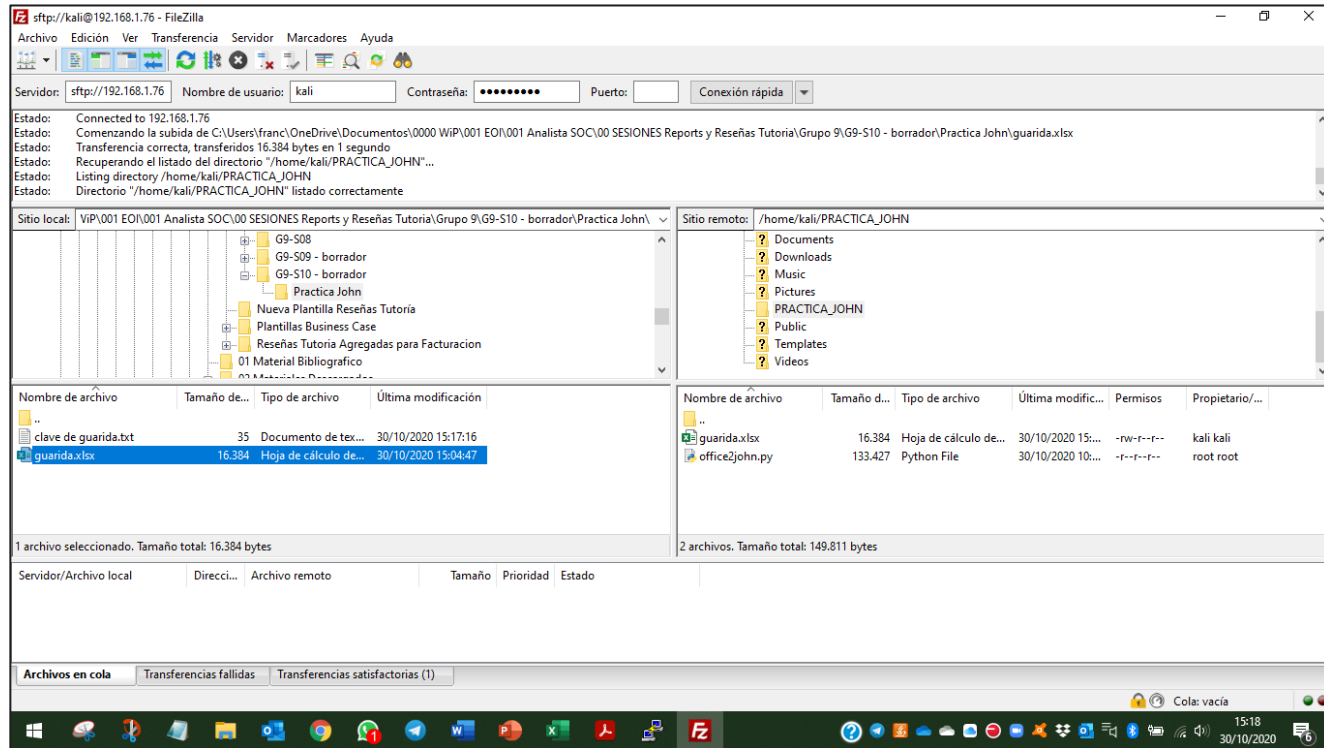 sftp://kali@192.168.1.76 - FileZilla
Archivo Edición Ver Transferencia Servidor Marcadores Ayuda
Servidor: sftp://192.168.1.76 Nombre de usuario: kali Contraseña: ●●●●●●●●● Puerto: Conexión rápida
Estado: Connected to 192.168.1.76
Estado: Comenzando la subida de C:\Users\franc\OneDrive\Documentos\0000 WiP\001 EOI\001 Analista SOC\00 SESIONES Reports y Reseñas Tutoria\Grupo 9\G9-S10 - borrador\Practica John\guarida.xlsx
Estado: Transferencia correcta, transferidos 16.384 bytes en 1 segundo
Estado: Recuperando el listado del directorio "/home/kali/PRACTICA_JOHN"...
Estado: Listing directory /home/kali/PRACTICA_JOHN
Estado: Directorio "/home/kali/PRACTICA_JOHN" listado correctamente
Sitio local: ViP\001 EOI\001 Analista SOC\00 SESIONES Reports y Reseñas Tutoria\Grupo 9\G9-S10 - borrador\Practica John\
G9-S08
G9-S09 - borrador
G9-S10 - borrador
Practica John
Nueva Plantilla Reseñas Tutoría
Plantillas Business Case
Reseñas Tutoria Agregadas para Facturacion
01 Material Bibliografico
Sitio remoto: /home/kali/PRACTICA_JOHN
? Documents
? Downloads
? Music
? Pictures
PRACTICA_JOHN
? Public
? Templates
? Videos
Nombre de archivo Tamaño de... Tipo de archivo Última modificación
..
clave de guarida.txt 35 Documento de tex... 30/10/2020 15:17:16
guarida.xlsx 16.384 Hoja de cálculo de... 30/10/2020 15:04:47
1 archivo seleccionado. Tamaño total: 16.384 bytes
Nombre de archivo Tamaño d... Tipo de archivo Última modific... Permisos Propietario/...
..
guarida.xlsx 16.384 Hoja de cálculo de... 30/10/2020 15:... -rw-r--r-- kali kali
office2john.py 133.427 Python File 30/10/2020 10:... -r--r--r-- root root
2 archivos. Tamaño total: 149.811 bytes
Servidor/Archivo local Direcci... Archivo remoto Tamaño Prioridad Estado
Archivos en cola Transferencias fallidas Transferencias satisfactorias (1)
Cola: vacía
15:18
30/10/2020